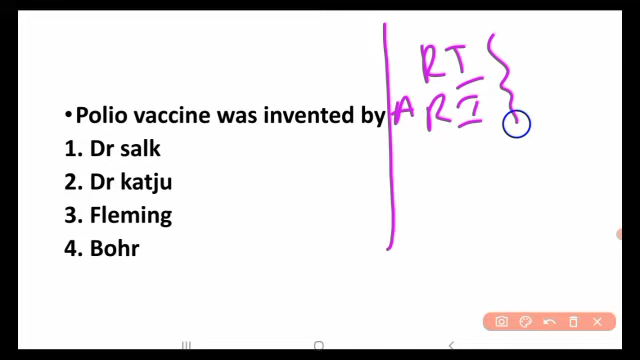 • Polio vaccine was invented by
1. Dr salk
2. Dr katju
3. Fleming
4. Bohr
RT
ARI